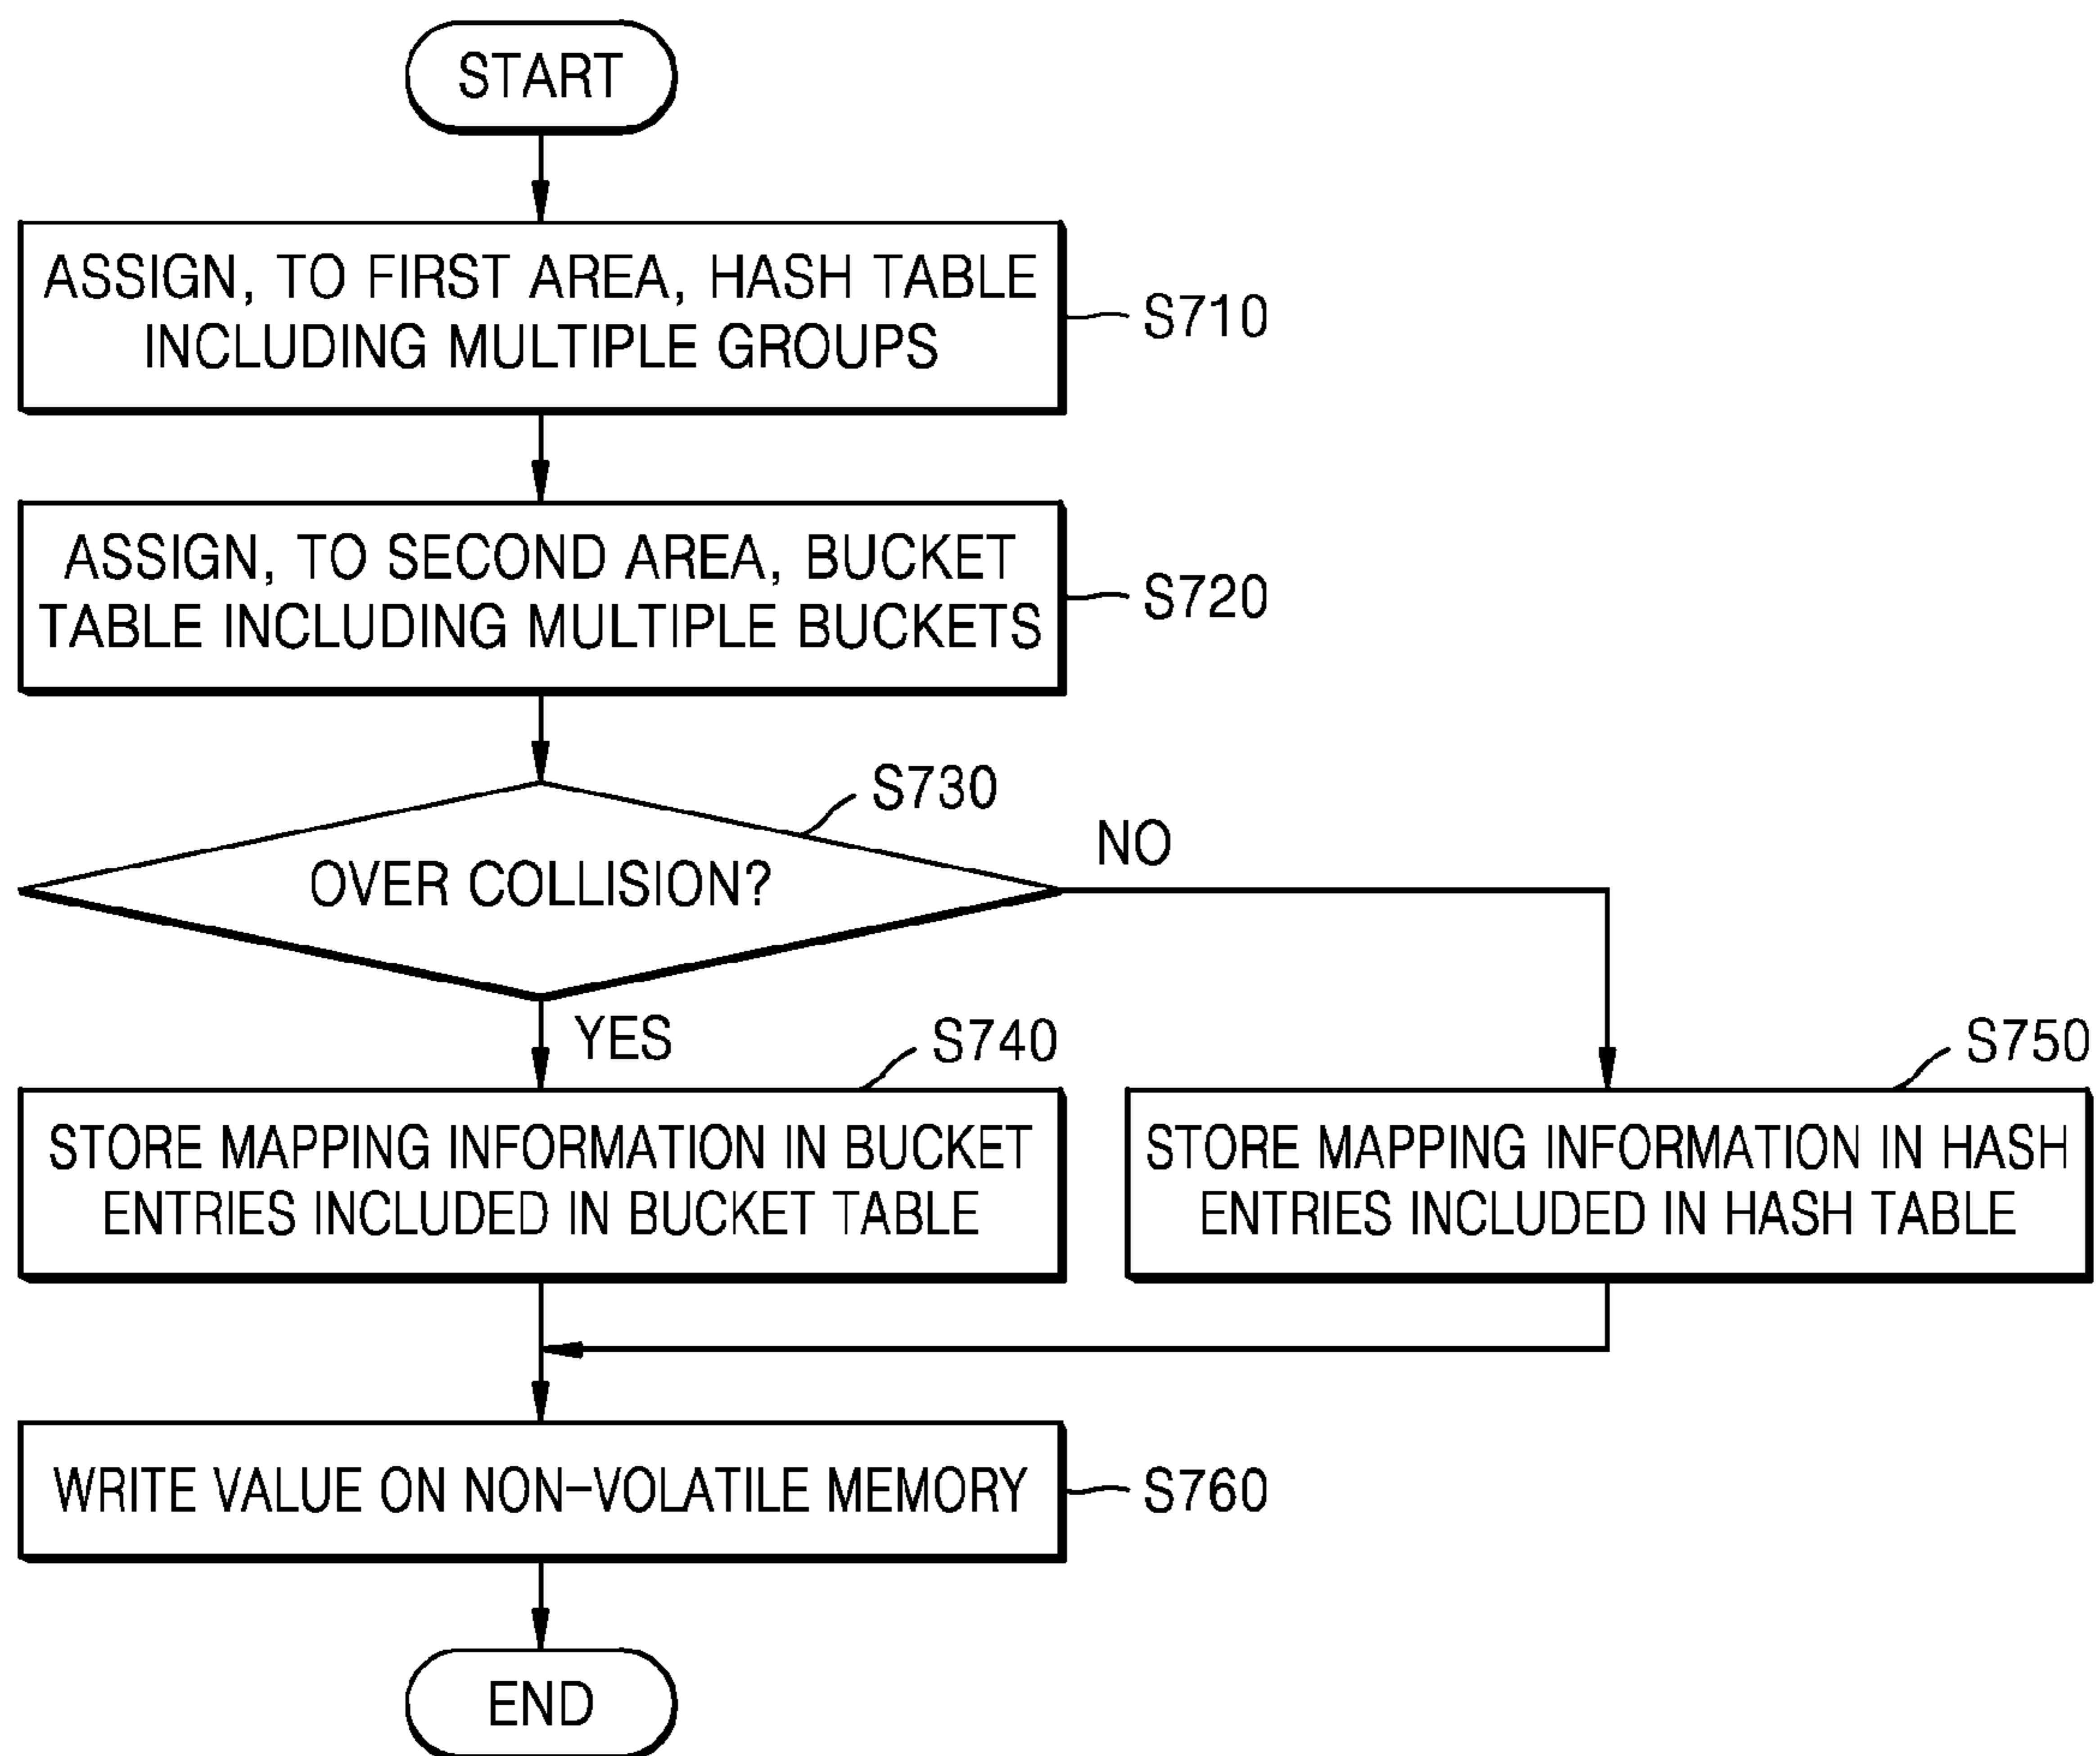 START
ASSIGN, TO FIRST AREA, HASH TABLE
INCLUDING MULTIPLE GROUPS
S710
ASSIGN, TO SECOND AREA, BUCKET
TABLE INCLUDING MULTIPLE BUCKETS
S720
S730
OVER COLLISION?
NO
YES
S740
S750
STORE MAPPING INFORMATION IN BUCKET
ENTRIES INCLUDED IN BUCKET TABLE
STORE MAPPING INFORMATION IN HASH
ENTRIES INCLUDED IN HASH TABLE
WRITE VALUE ON NON-VOLATILE MEMORY
S760
END